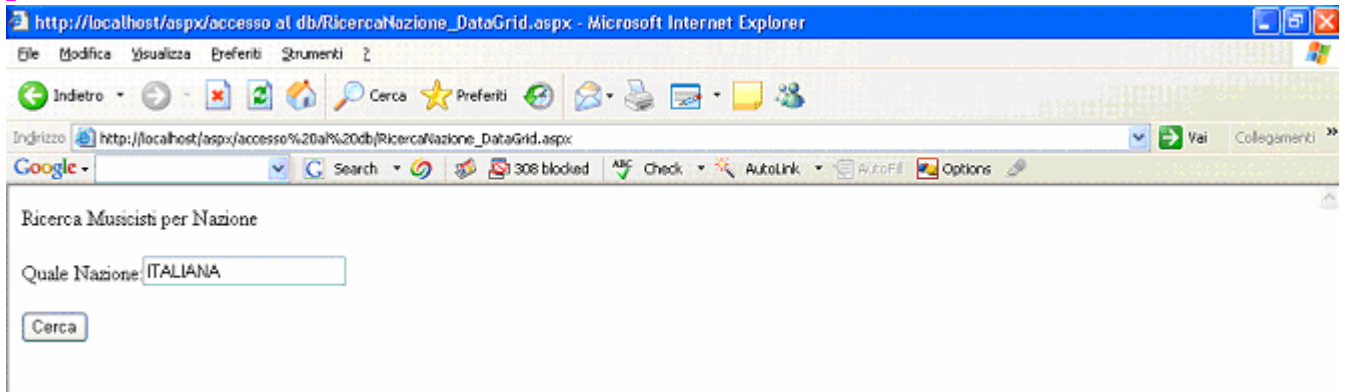 http://localhost/aspx/accesso al db/RicercaNazione_DataGrid.aspx - Microsoft Internet Explorer
File Modifica Visualizza Preferiti Strumenti ?
Indietro Cerca Preferiti
Indirizzo http://localhost/aspx/accesso%20al%20db/RicercaNazione_DataGrid.aspx Vai Collegamenti »
Google G Search 308 blocked ABC Check AutoLink AutoFill Options
Ricerca Musicisti per Nazione
Quale Nazione: ITALIANA
Cerca